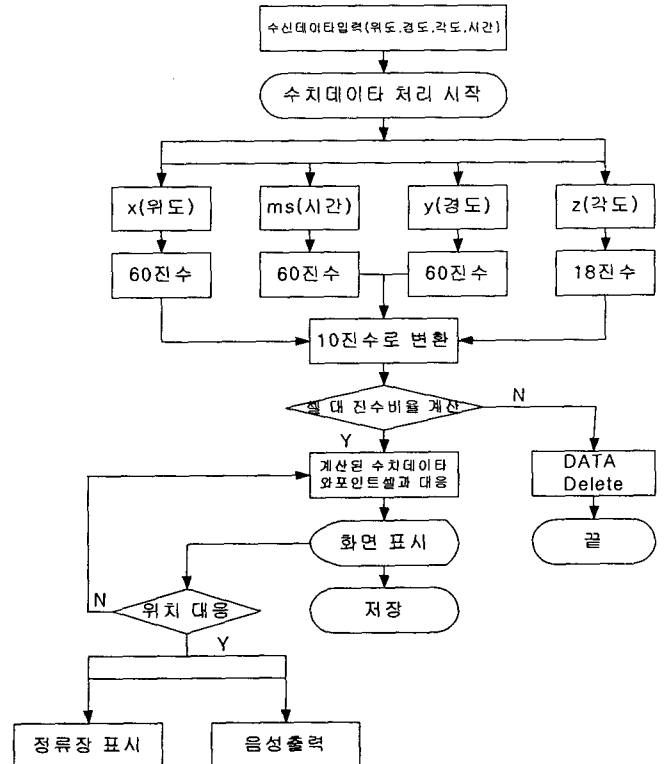 수신데이타입력(위도,경도,각도,시간)
수치데이타 처리 시작
x(위도)
ms(시간)
y(경도)
z(각도)
60진수
60진수
60진수
18진수
10진수로 변환
셀 대 진수비율 계산
N
Y
계산된 수치데이타
와포인트셀과 대응
DATA
Delete
화면 표시
끝
N
위치 대응
저장
Y
정류장 표시
음성출력